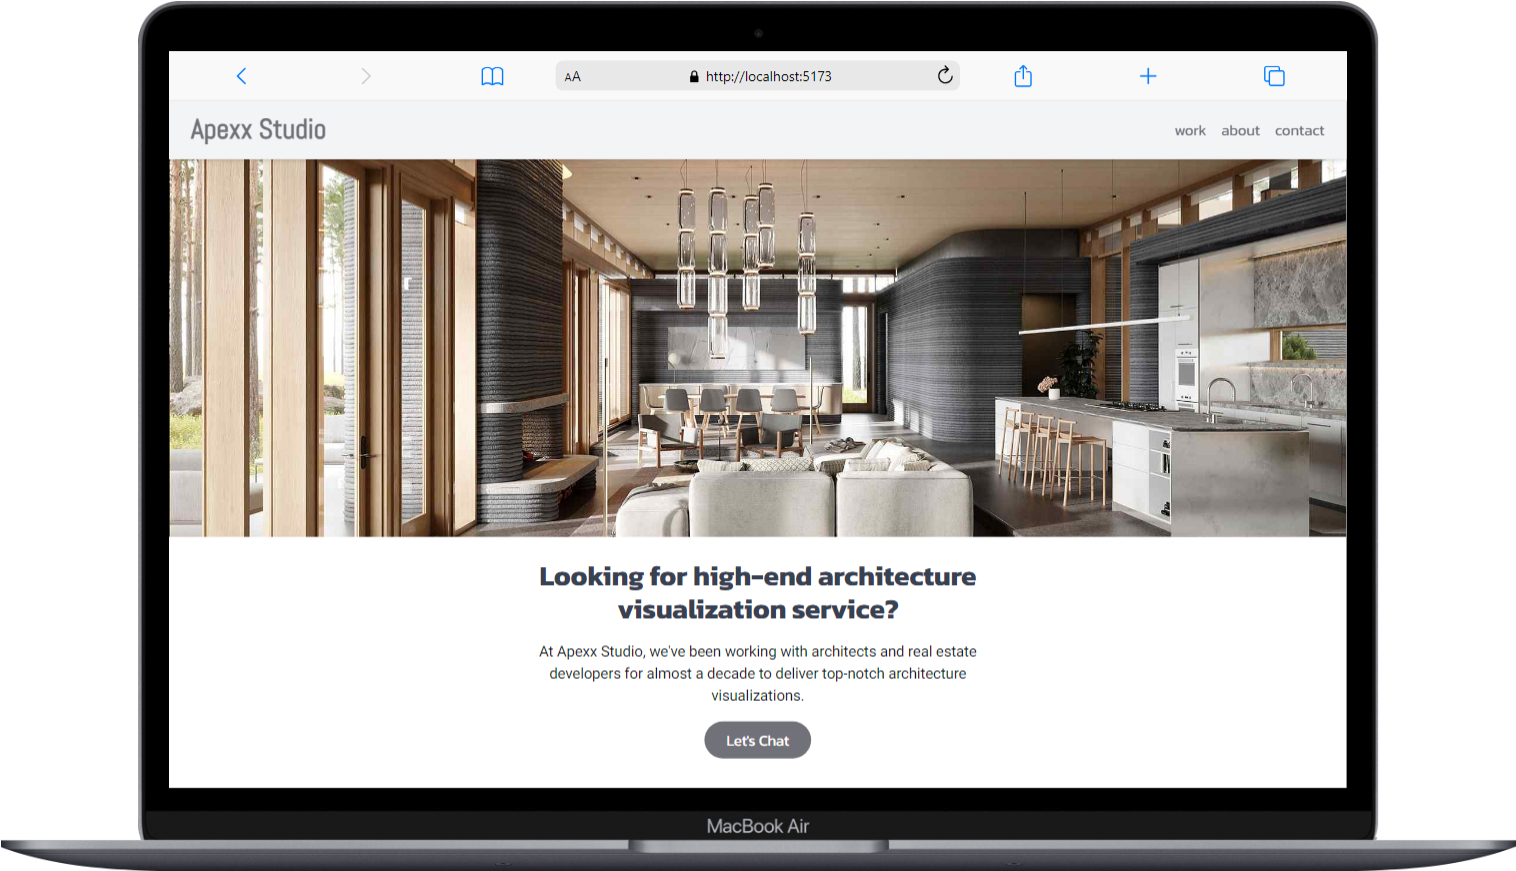 AA http://localhost:5173
Apexx Studio work about contact
Looking for high-end architecture
visualization service?
At Apexx Studio, we've been working with architects and real estate
developers for almost a decade to deliver top-notch architecture
visualizations.
Let's Chat
MacBook Air